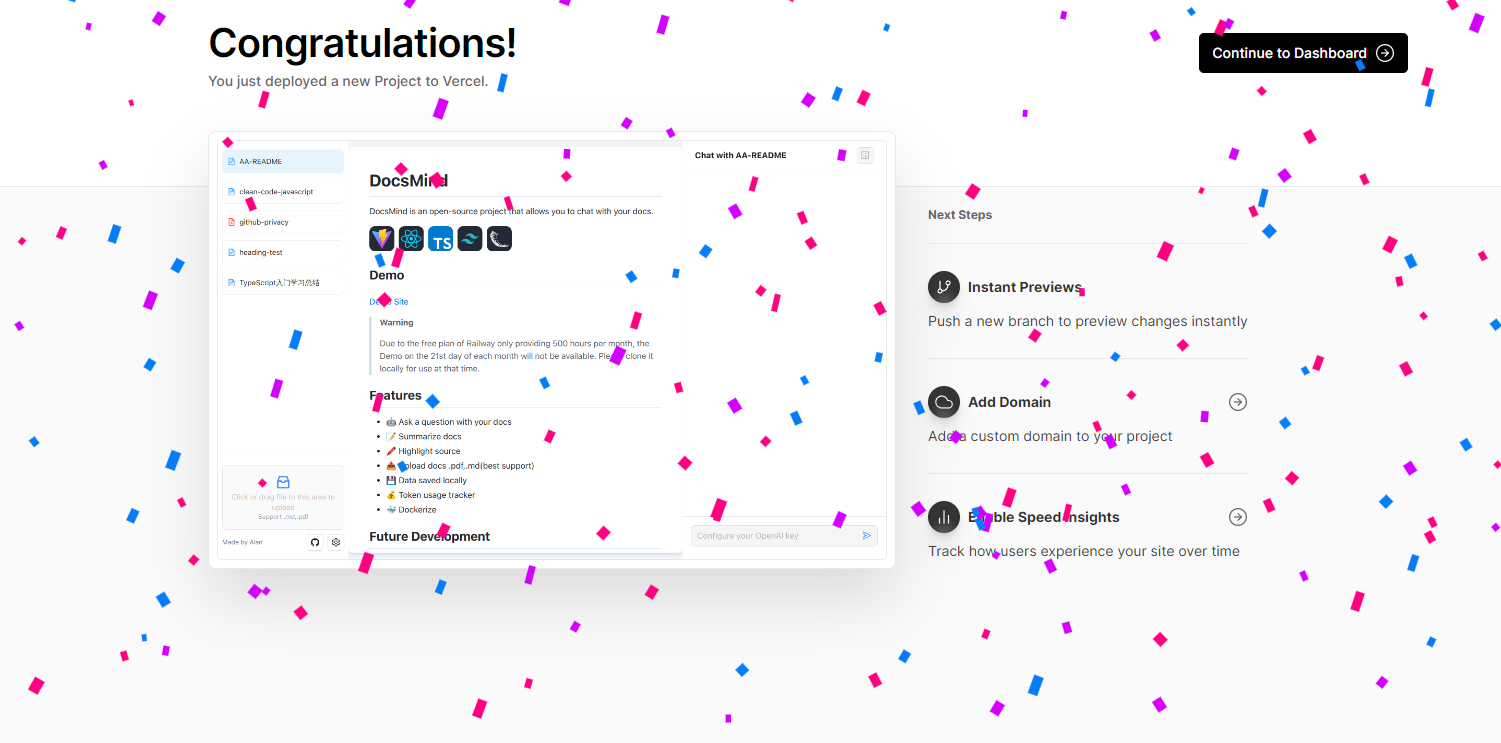 Congratulations!
You just deployed a new Project to Vercel.
Continue to Dashboard
AA-README
clean-code-javascript
github-privacy
heading-test
TypeScript入门学习总结
Click or drag file to this area to
upload
Support .md,.pdf
Made by Alan
DocsMind
DocsMind is an open-source project that allows you to chat with your docs.
TS
Demo
Demo Site
Warning
Due to the free plan of Railway only providing 500 hours per month, the
Demo on the 21st day of each month will not be available. Please clone it
locally for use at that time.
Features
🤖 Ask a question with your docs
📝 Summarize docs
🖍️ Highlight source
📤 Upload docs .pdf,.md(best support)
💾 Data saved locally
💰 Token usage tracker
🐳 Dockerize
Future Development
Chat with AA-README
Configure your OpenAI key
Next Steps
Instant Previews
Push a new branch to preview changes instantly
Add Domain
Add a custom domain to your project
Enable Speed Insights
Track how users experience your site over time